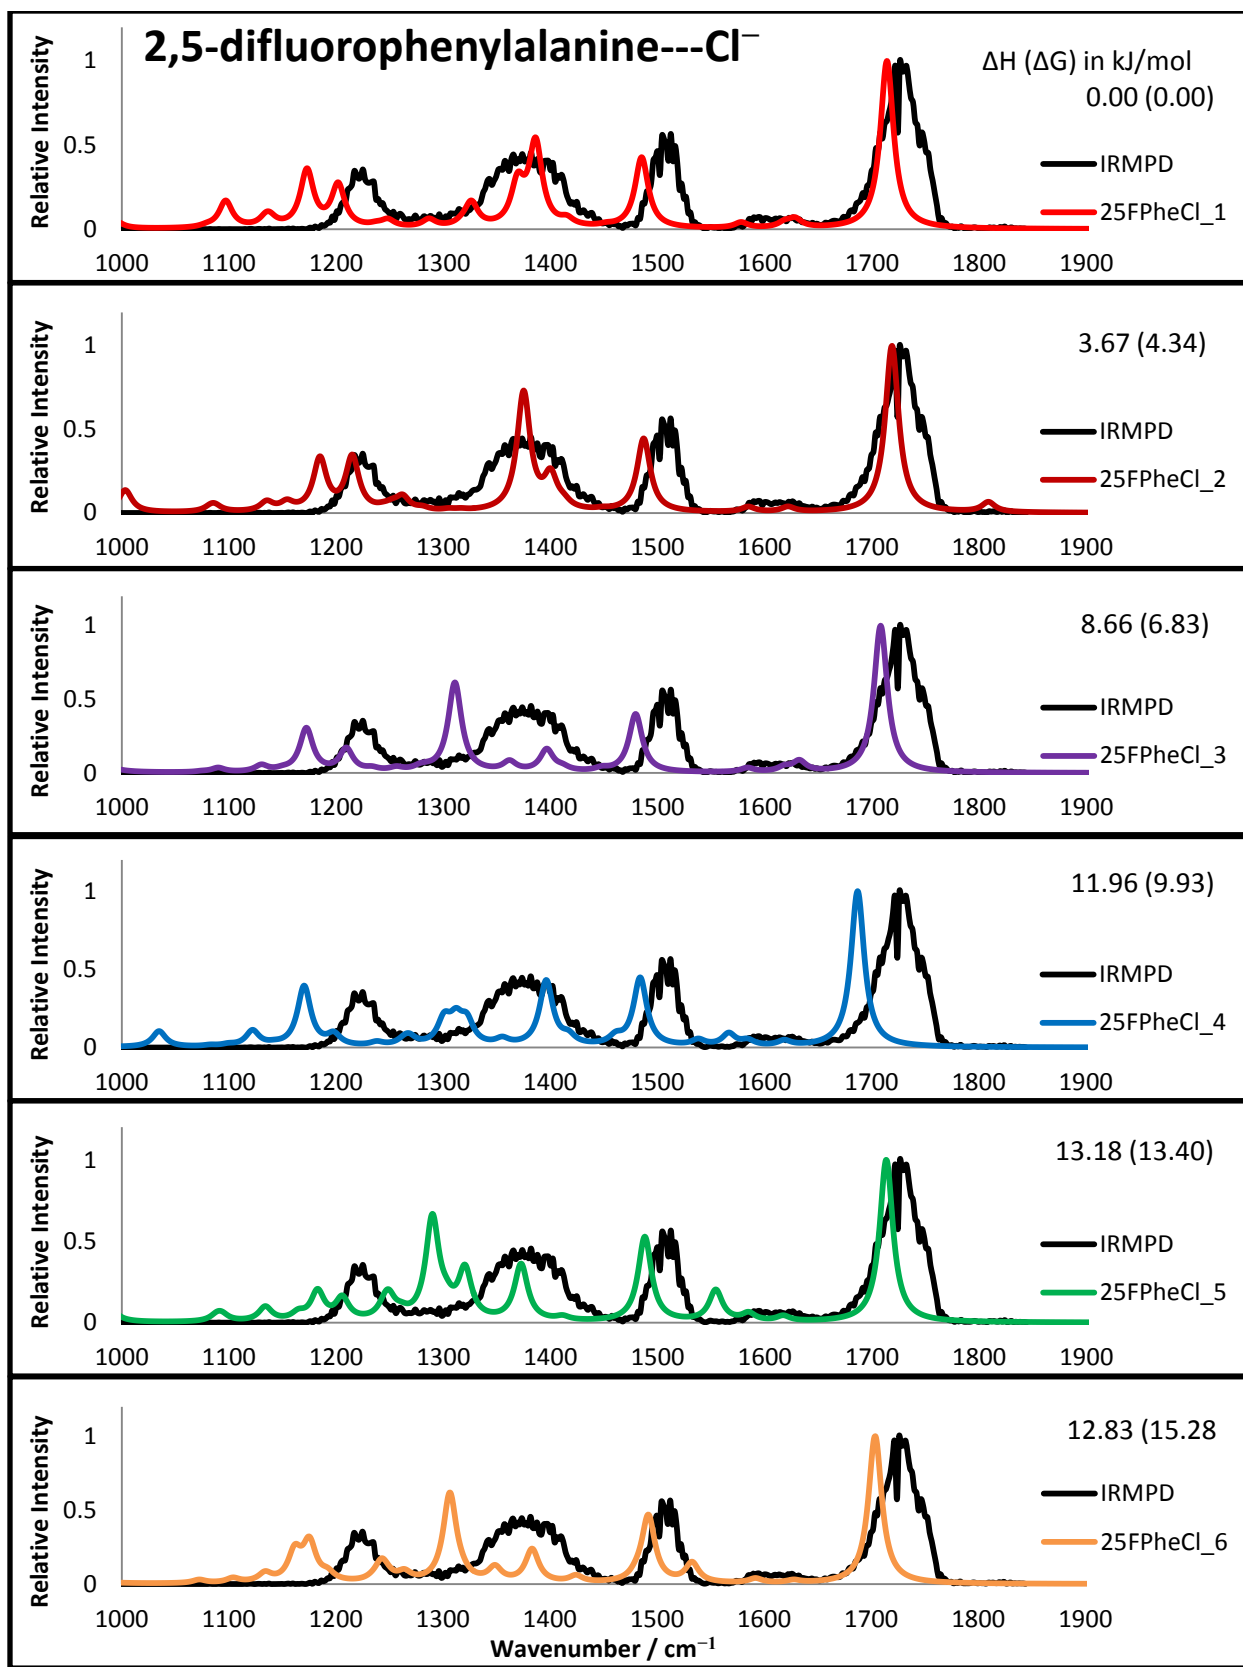 2,5-difluorophenylalanine---Cl⁻
ΔH (ΔG) in kJ/mol
0.00 (0.00)
Relative Intensity
1
0.5
0
IRMPD
25FPheCl_1
1000 1100 1200 1300 1400 1500 1600 1700 1800 1900
3.67 (4.34)
Relative Intensity
1
0.5
0
IRMPD
25FPheCl_2
1000 1100 1200 1300 1400 1500 1600 1700 1800 1900
8.66 (6.83)
Relative Intensity
1
0.5
0
IRMPD
25FPheCl_3
1000 1100 1200 1300 1400 1500 1600 1700 1800 1900
11.96 (9.93)
Relative Intensity
1
0.5
0
IRMPD
25FPheCl_4
1000 1100 1200 1300 1400 1500 1600 1700 1800 1900
13.18 (13.40)
Relative Intensity
1
0.5
0
IRMPD
25FPheCl_5
1000 1100 1200 1300 1400 1500 1600 1700 1800 1900
12.83 (15.28
Relative Intensity
1
0.5
0
IRMPD
25FPheCl_6
1000 1100 1200 1300 1400 1500 1600 1700 1800 1900
Wavenumber / cm⁻¹